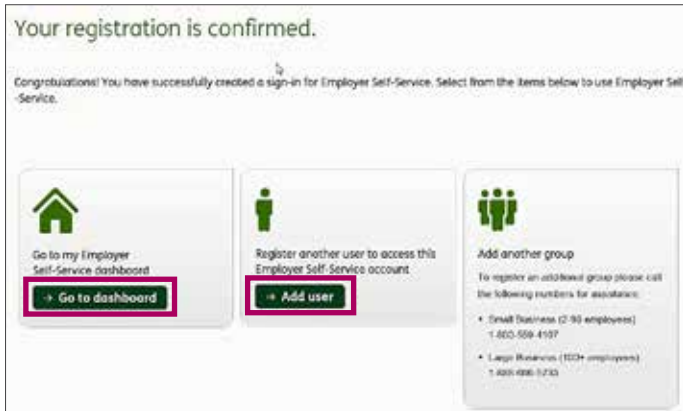 Your registration is confirmed.
Congratulations! You have successfully created a sign-in for Employer Self-Service. Select from the items below to use Employer Self
-Service.
Go to my Employer
Self-Service dashboard
→ Go to dashboard
Register another user to access this
Employer Self-Service account
→ Add user
Add another group
To register an additional group please call
the following numbers for assistance:
• Small Business (2-99 employees)
• Large Business (100+ employees)